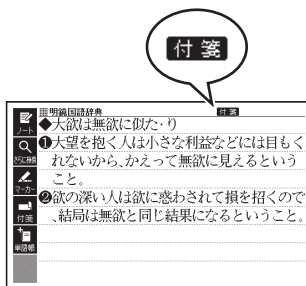 付箋
明鏡国語辞典 付箋
◆大欲は無欲に似た・り
❶大望を抱く人は小さな利益などには目もく
れないから、かえって無欲に見えるという
こと。
❷欲の深い人は欲に惑わされて損を招くので
、結局は無欲と同じ結果になるということ。
ノート
さらに検索
マーカー
付箋
単語帳